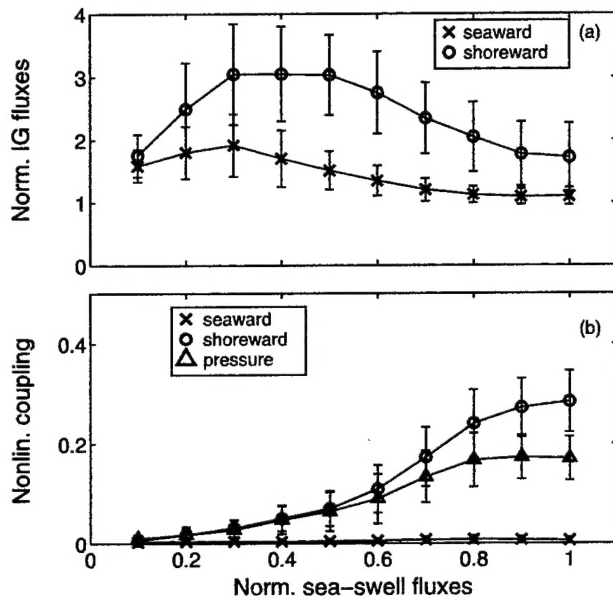 4
3
2
1
0
Norm. IG fluxes
seaward
shoreward
(a)
0.4
0.2
0
Nonlin. coupling
seaward
shoreward
pressure
(b)
0 0.2 0.4 0.6 0.8 1
Norm. sea-swell fluxes